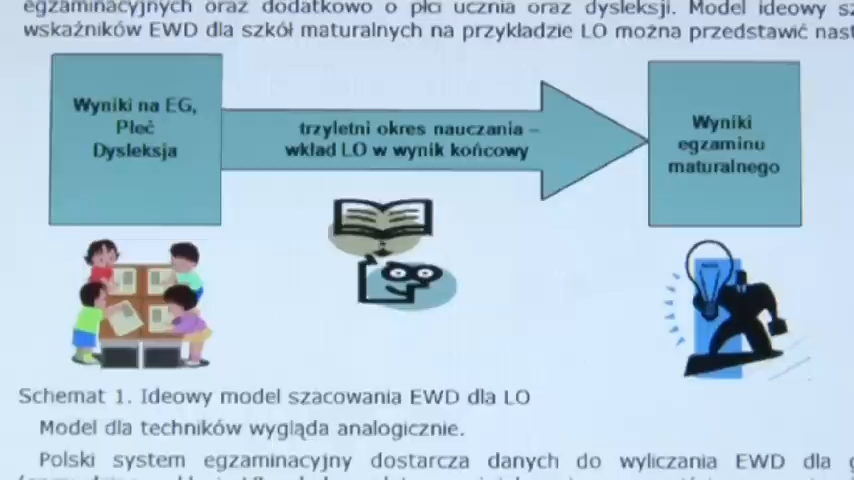 egzaminacyjnych oraz dodatkowo o płci ucznia oraz dysleksji. Model ideowy sz
wskaźników EWD dla szkół maturalnych na przykładzie LO można przedstawić nast
Wyniki na EG,
Płeć
Dysleksja
trzyletni okres nauczania –
wkład LO w wynik końcowy
Wyniki
egzaminu
maturalnego
Schemat 1. Ideowy model szacowania EWD dla LO
Model dla techników wygląda analogicznie.
Polski system egzaminacyjny dostarcza danych do wyliczania EWD dla g